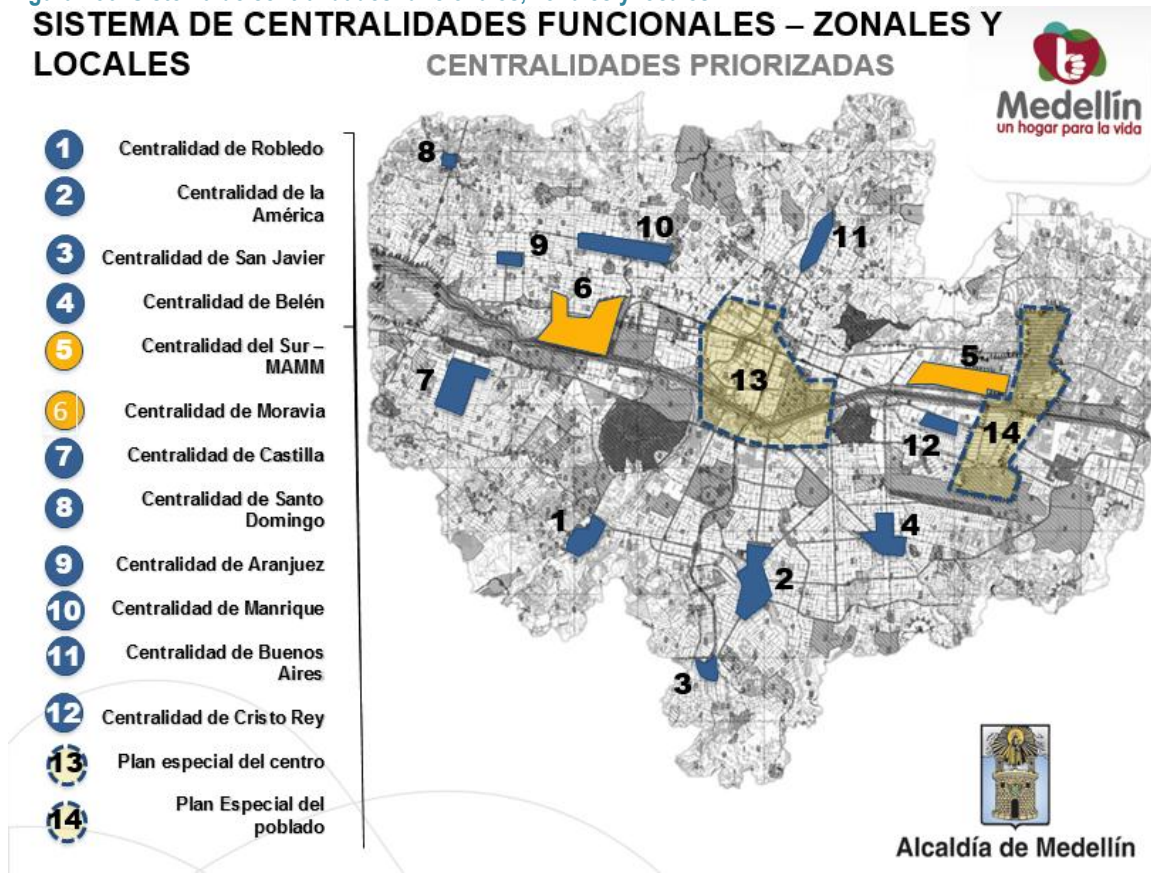 SISTEMA DE CENTRALIDADES FUNCIONALES – ZONALES Y
LOCALES
CENTRALIDADES PRIORIZADAS
Medellín
un hogar para la vida
1 Centralidad de Robledo
2 Centralidad de la
América
3 Centralidad de San Javier
4 Centralidad de Belén
5 Centralidad del Sur –
MAMM
6 Centralidad de Moravia
7 Centralidad de Castilla
8 Centralidad de Santo
Domingo
9 Centralidad de Aranjuez
10 Centralidad de Manrique
11 Centralidad de Buenos
Aires
12 Centralidad de Cristo Rey
13 Plan especial del centro
14 Plan Especial del
poblado
8
10
11
9
6
5
7
13
12
14
1
4
2
3
Alcaldía de Medellín